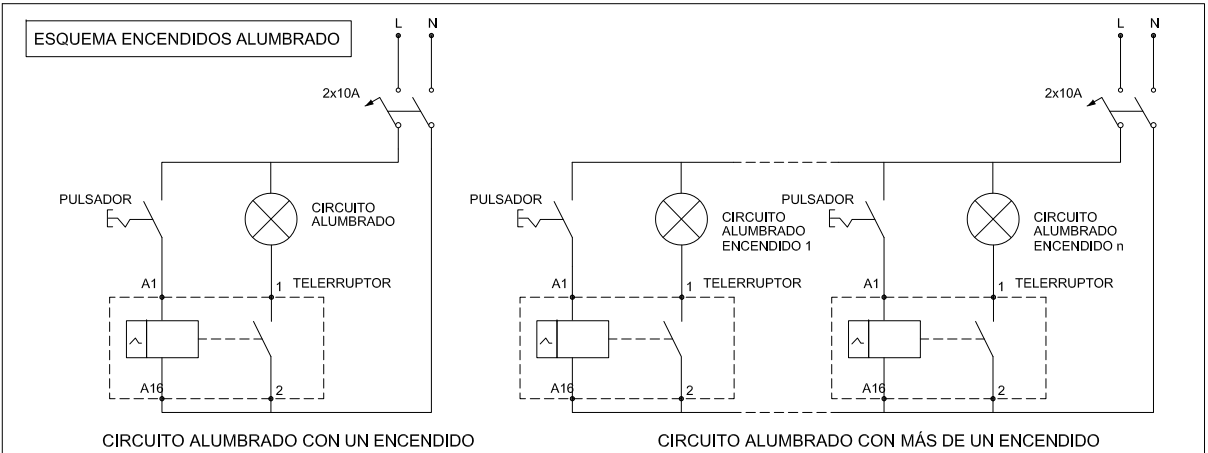 ESQUEMA ENCENDIDOS ALUMBRADO
L N
2x10A
PULSADOR
CIRCUITO
ALUMBRADO
A1
1
TELERRUPTOR
A16
2
CIRCUITO ALUMBRADO CON UN ENCENDIDO
L N
2x10A
PULSADOR
CIRCUITO
ALUMBRADO
ENCENDIDO 1
A1
1
TELERRUPTOR
A16
2
PULSADOR
CIRCUITO
ALUMBRADO
ENCENDIDO n
A1
1
TELERRUPTOR
A16
2
CIRCUITO ALUMBRADO CON MÁS DE UN ENCENDIDO